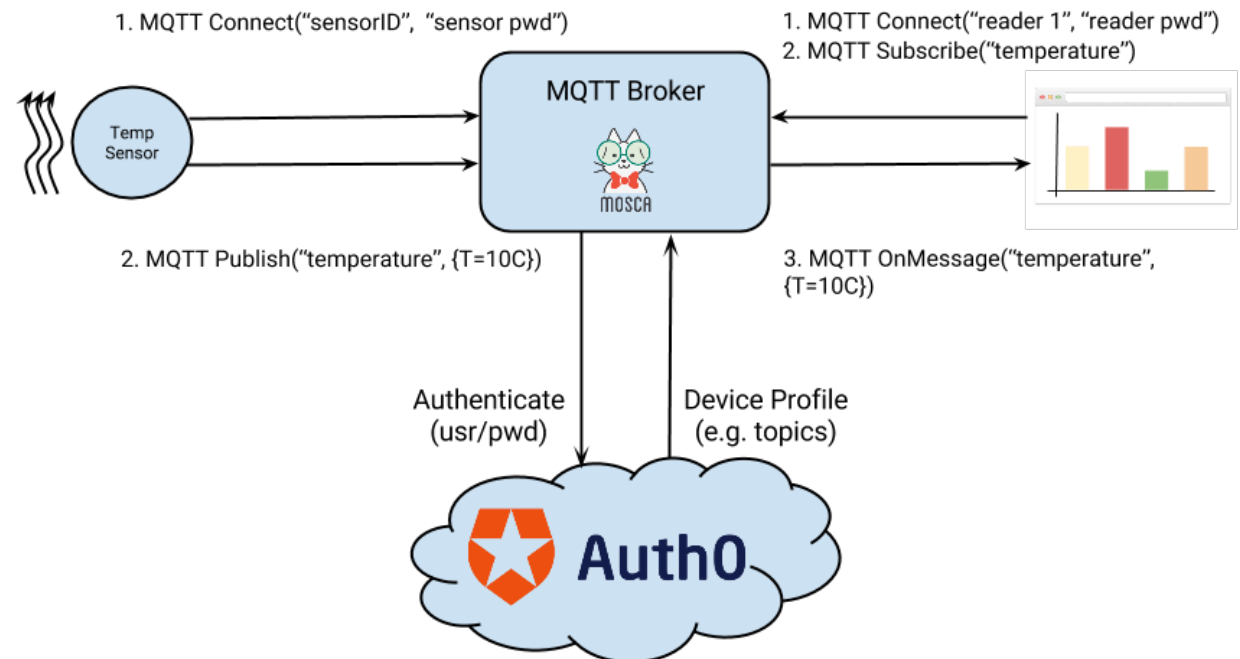 1. MQTT Connect(“sensorID”, “sensor pwd”)
1. MQTT Connect(“reader 1”, “reader pwd”)
2. MQTT Subscribe(“temperature”)
Temp
Sensor
MQTT Broker
MOSCA
2. MQTT Publish(“temperature”, {T=10C})
3. MQTT OnMessage(“temperature”,
{T=10C})
Authenticate
(usr/pwd)
Device Profile
(e.g. topics)
Auth0